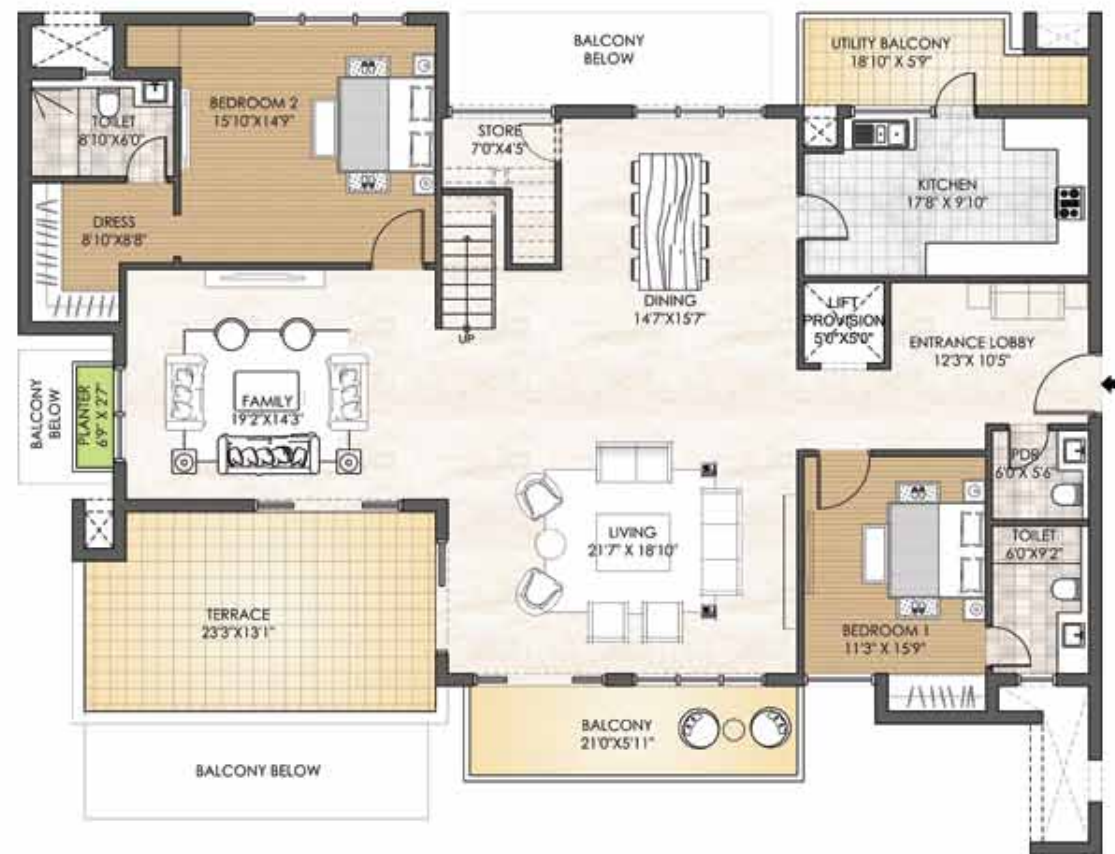 BALCONY
BELOW
UTILITY BALCONY
18'10" X 5'9"
BEDROOM 2
15'10"X14'9"
TOILET
8'10"X6'0"
STORE
7'0"X4'5"
KITCHEN
17'8" X 9'10"
DRESS
8'10"X8'8"
DINING
14'7"X15'7"
LIFT
PROVISION
5'0"X5'0"
UP
ENTRANCE LOBBY
12'3"X 10'5"
BALCONY
BELOW
PLANTER
6'9" X 2'7"
FAMILY
19'2"X14'3"
PDR
6'0 X 5'6
LIVING
21'7" X 18'10"
TOILET
6'0"X9'2"
TERRACE
23'3"X13'1"
BEDROOM 1
11'3" X 15'9"
BALCONY
21'0"X5'11"
BALCONY BELOW